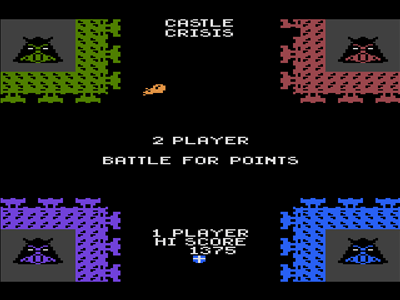 CASTLE
CRISIS
2 PLAYER
BATTLE FOR POINTS
1 PLAYER
HI SCORE
1375